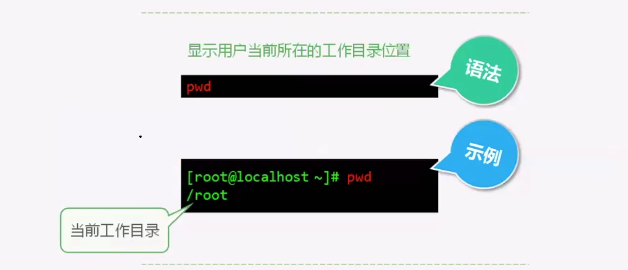 显示用户当前所在的工作目录位置
语法
pwd
示例
[root@localhost ~]# pwd
/root
当前工作目录